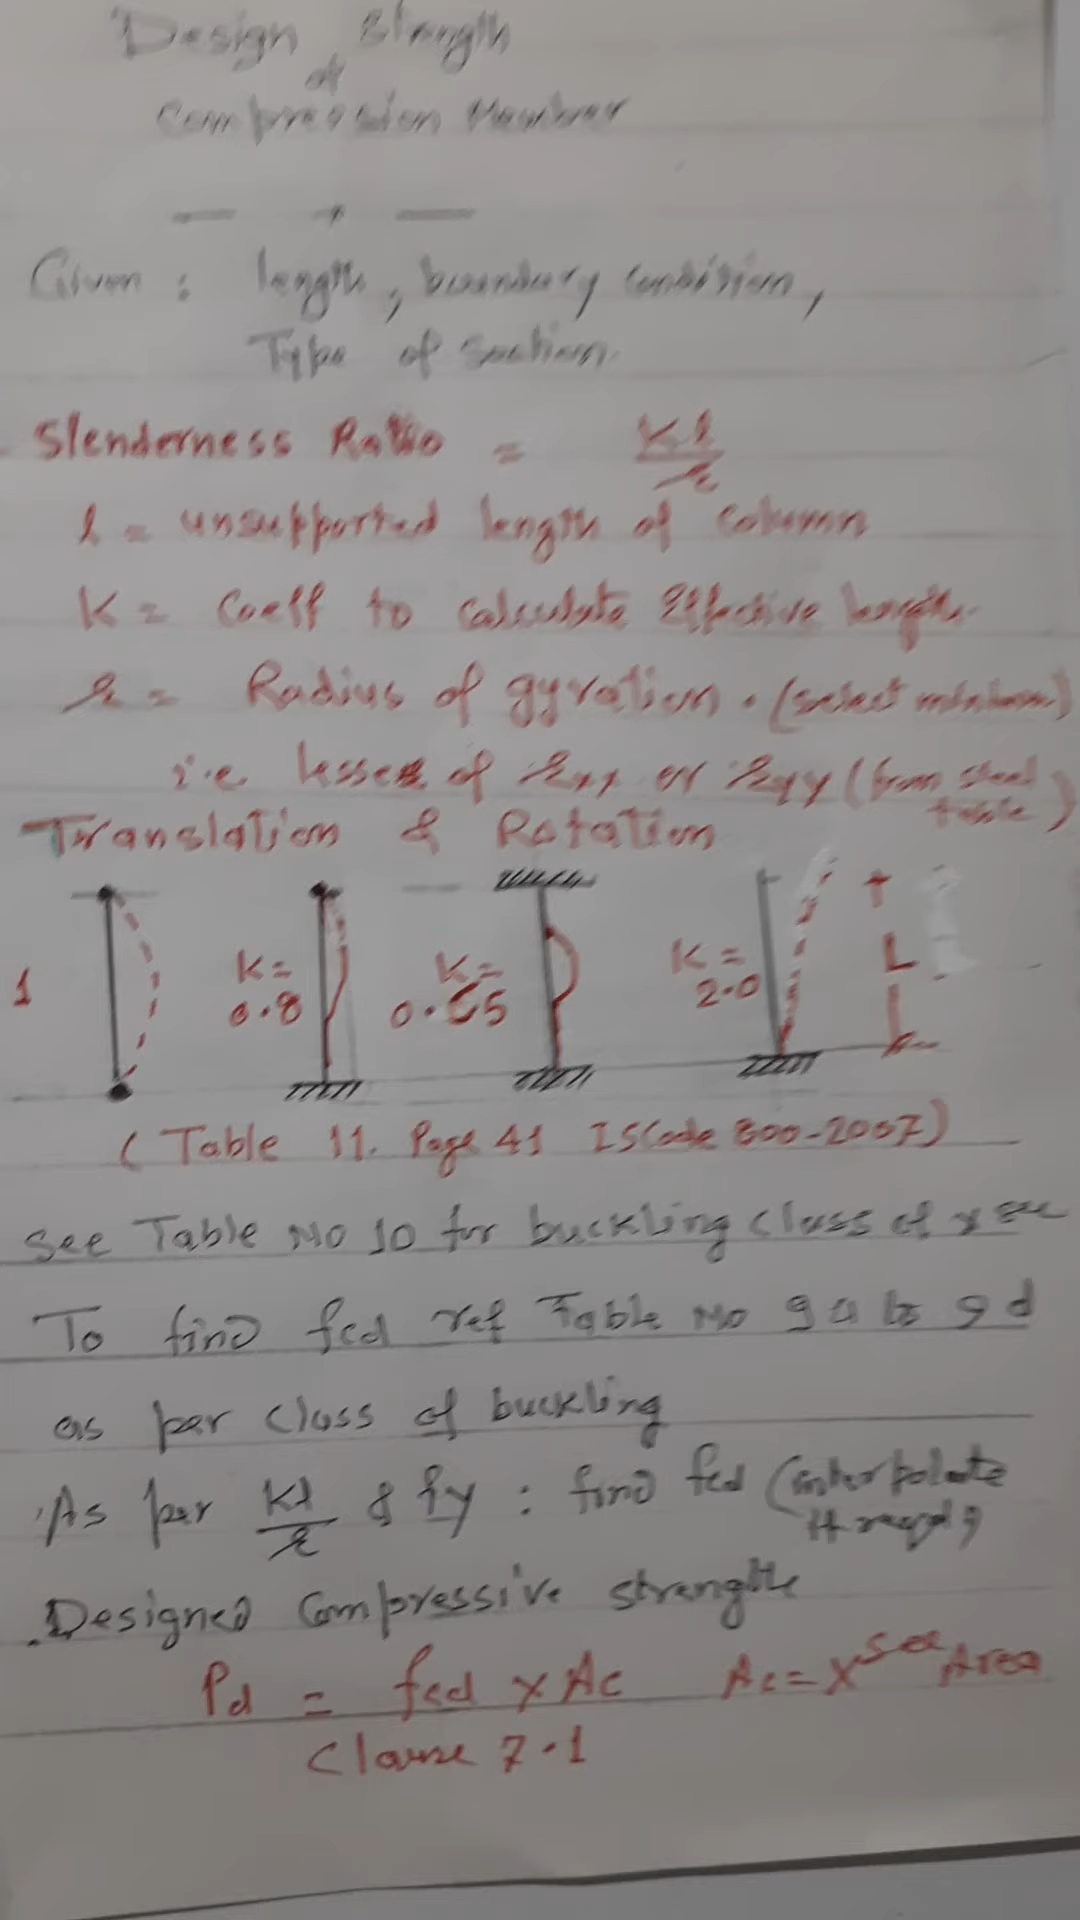 Design Strength
of
Compression Member
Given : length, boundary condition,
Type of Section.
Slenderness Ratio = Kl/r
l = unsupported length of column
K = Coeff to calculate Effective length
r = Radius of gyration. (select minimum)
i.e. lesser of rxx or ryy (from steel table)
Translation & Rotation
1
K = 0.8
K = 0.65
K = 2.0
L
(Table 11. Page 41 IS Code 800-2007)
See Table No 10 for buckling class of x sec
To find fcd ref Table No 9a to 9d
as per class of buckling
As per Kl/r & fy : find fcd (interpolate if reqd)
Designed Compressive strength
Pd = fcd x Ac Ac = X sec Area
Clause 7.1